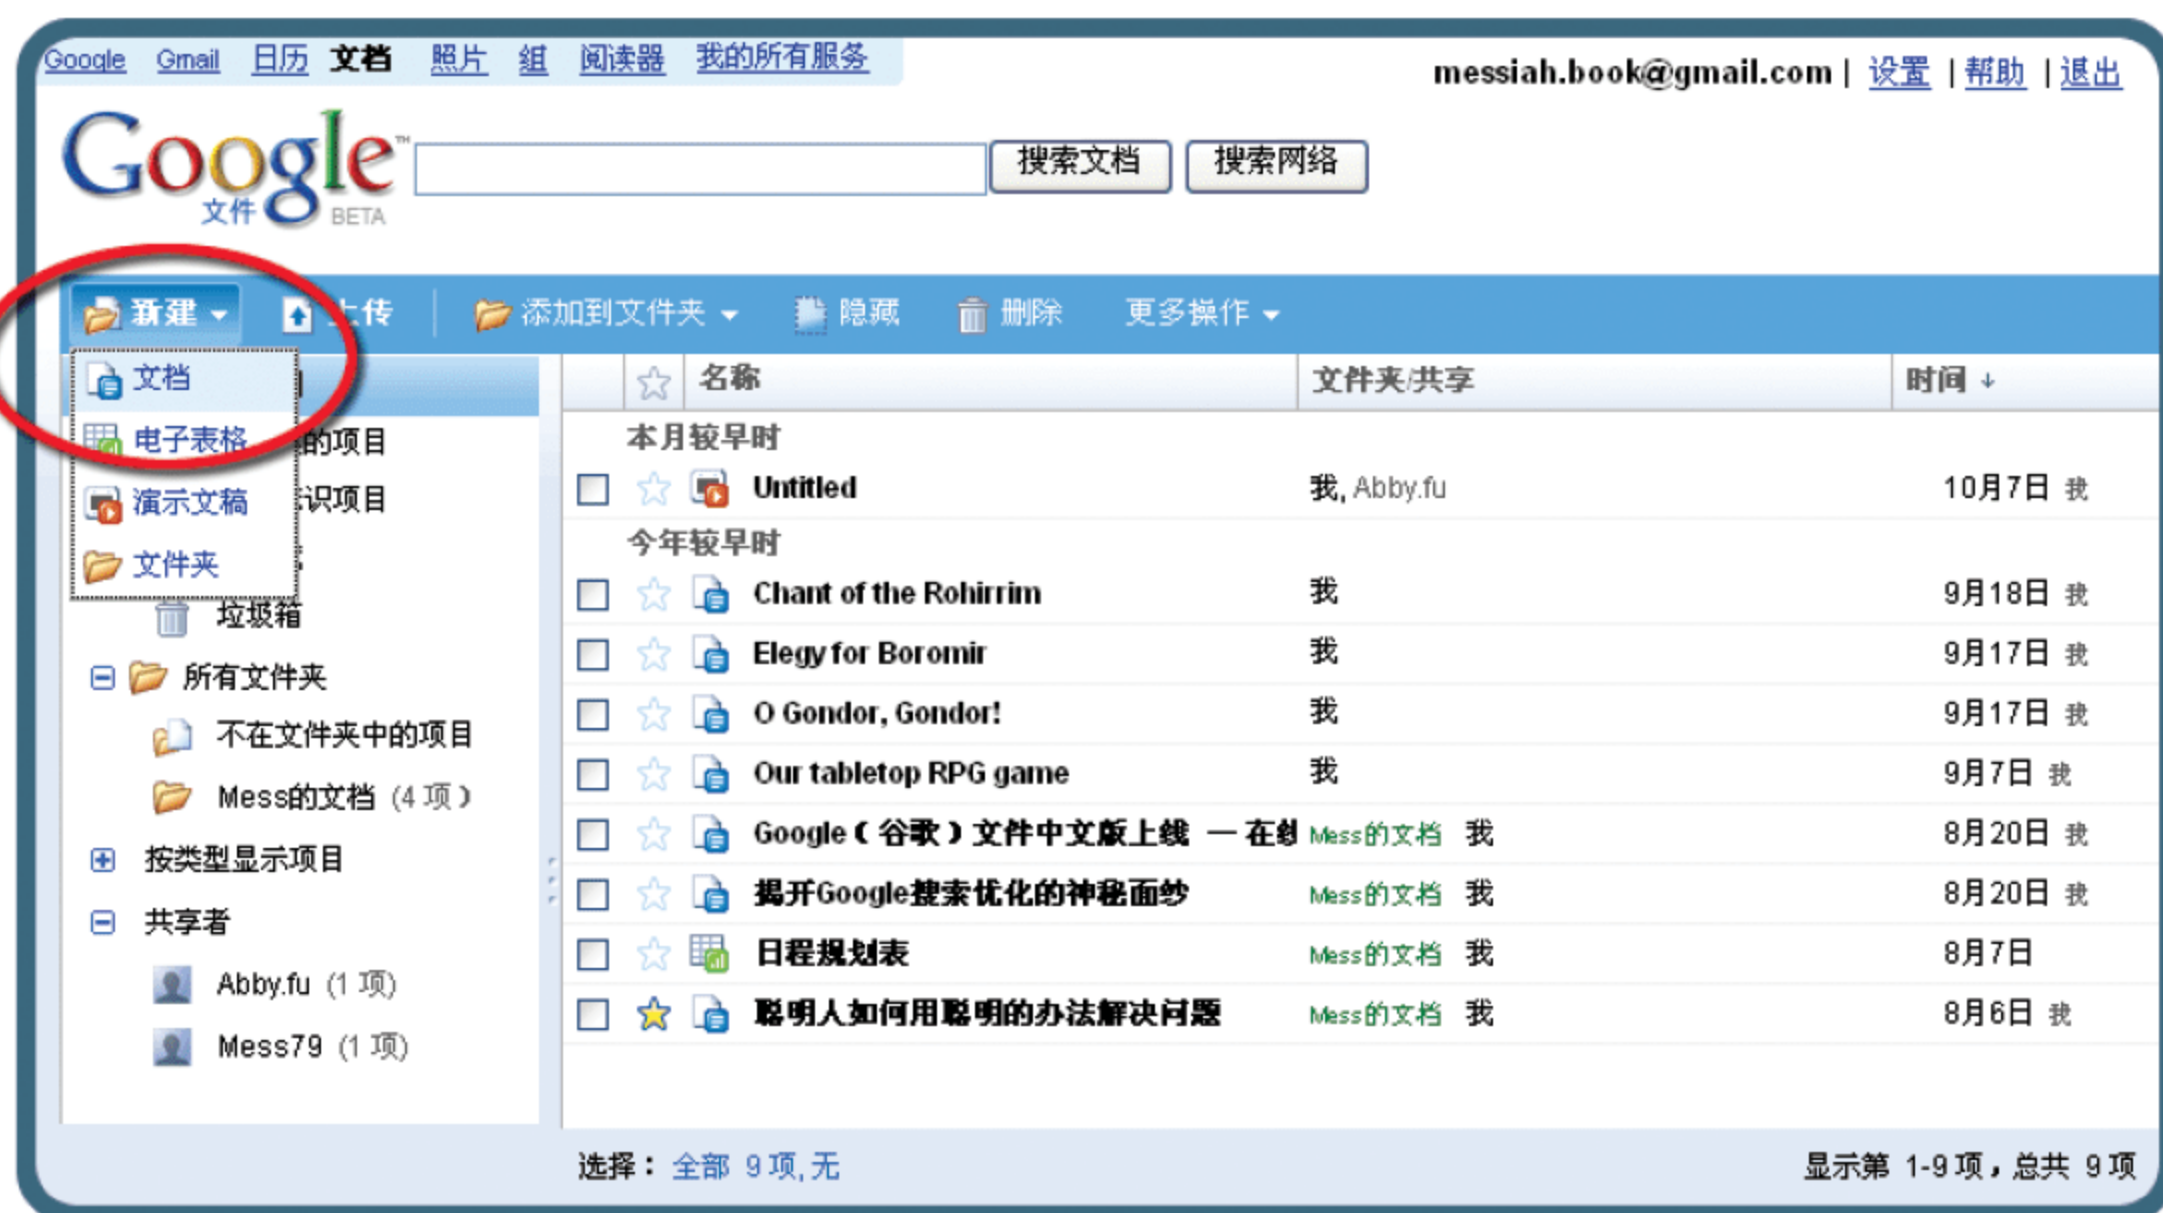 Google Gmail 日历 文档 照片 组 阅读器 我的所有服务
messiah.book@gmail.com | 设置 | 帮助 | 退出
Google™
文件 BETA
搜索文档 搜索网络
新建 上传 添加到文件夹 隐藏 删除 更多操作
文档
电子表格
演示文稿
文件夹
的项目
识项目
垃圾箱
所有文件夹
不在文件夹中的项目
Mess的文档 (4 项)
按类型显示项目
共享者
Abby.fu (1 项)
Mess79 (1 项)
名称 文件夹/共享 时间 ↓
本月较早时
Untitled 我, Abby.fu 10月7日 我
今年较早时
Chant of the Rohirrim 我 9月18日 我
Elegy for Boromir 我 9月17日 我
O Gondor, Gondor! 我 9月17日 我
Our tabletop RPG game 我 9月7日 我
Google（谷歌）文件中文版上线 — 在 Mess的文档 我 8月20日 我
揭开Google搜索优化的神秘面纱 Mess的文档 我 8月20日 我
日程规划表 Mess的文档 我 8月7日
聪明人如何用聪明的办法解决问题 Mess的文档 我 8月6日 我
选择： 全部 9 项, 无
显示第 1-9 项，总共 9 项